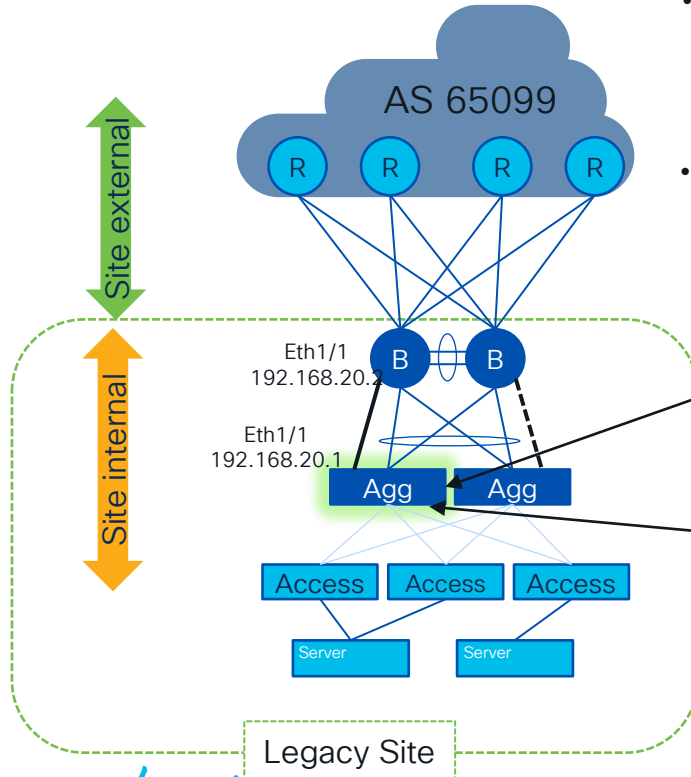 AS 65099
R
R
R
R
Site external
Eth1/1
192.168.20.2
B
B
Eth1/1
192.168.20.1
Site internal
Agg
Agg
Access
Access
Access
Server
Server
Legacy Site